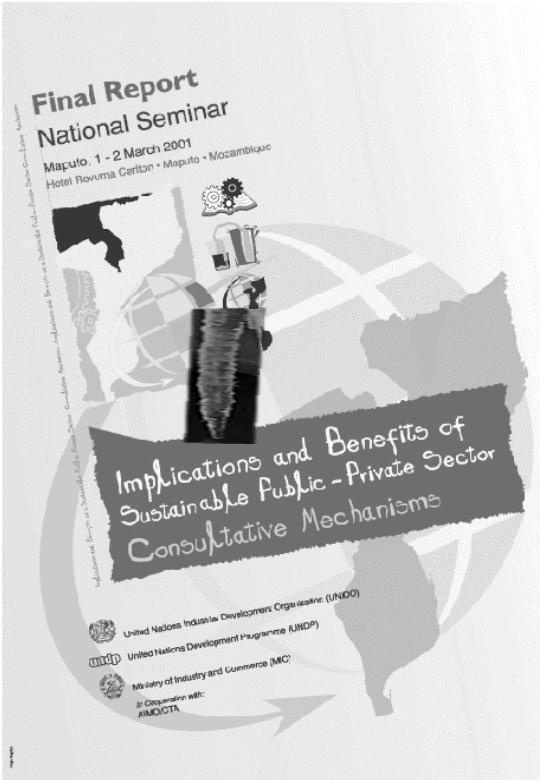 Final Report
National Seminar
Maputo, 1 - 2 March 2001
Hotel Rovuma Carlton • Maputo • Mozambique
Implications and Benefits of
Sustainable Public - Private Sector
Consultative Mechanisms
United Nations Industrial Development Organization (UNIDO)
undp United Nations Development Programme (UNDP)
Ministry of Industry and Commerce (MIC)
In Cooperation with:
AIMO/CTA